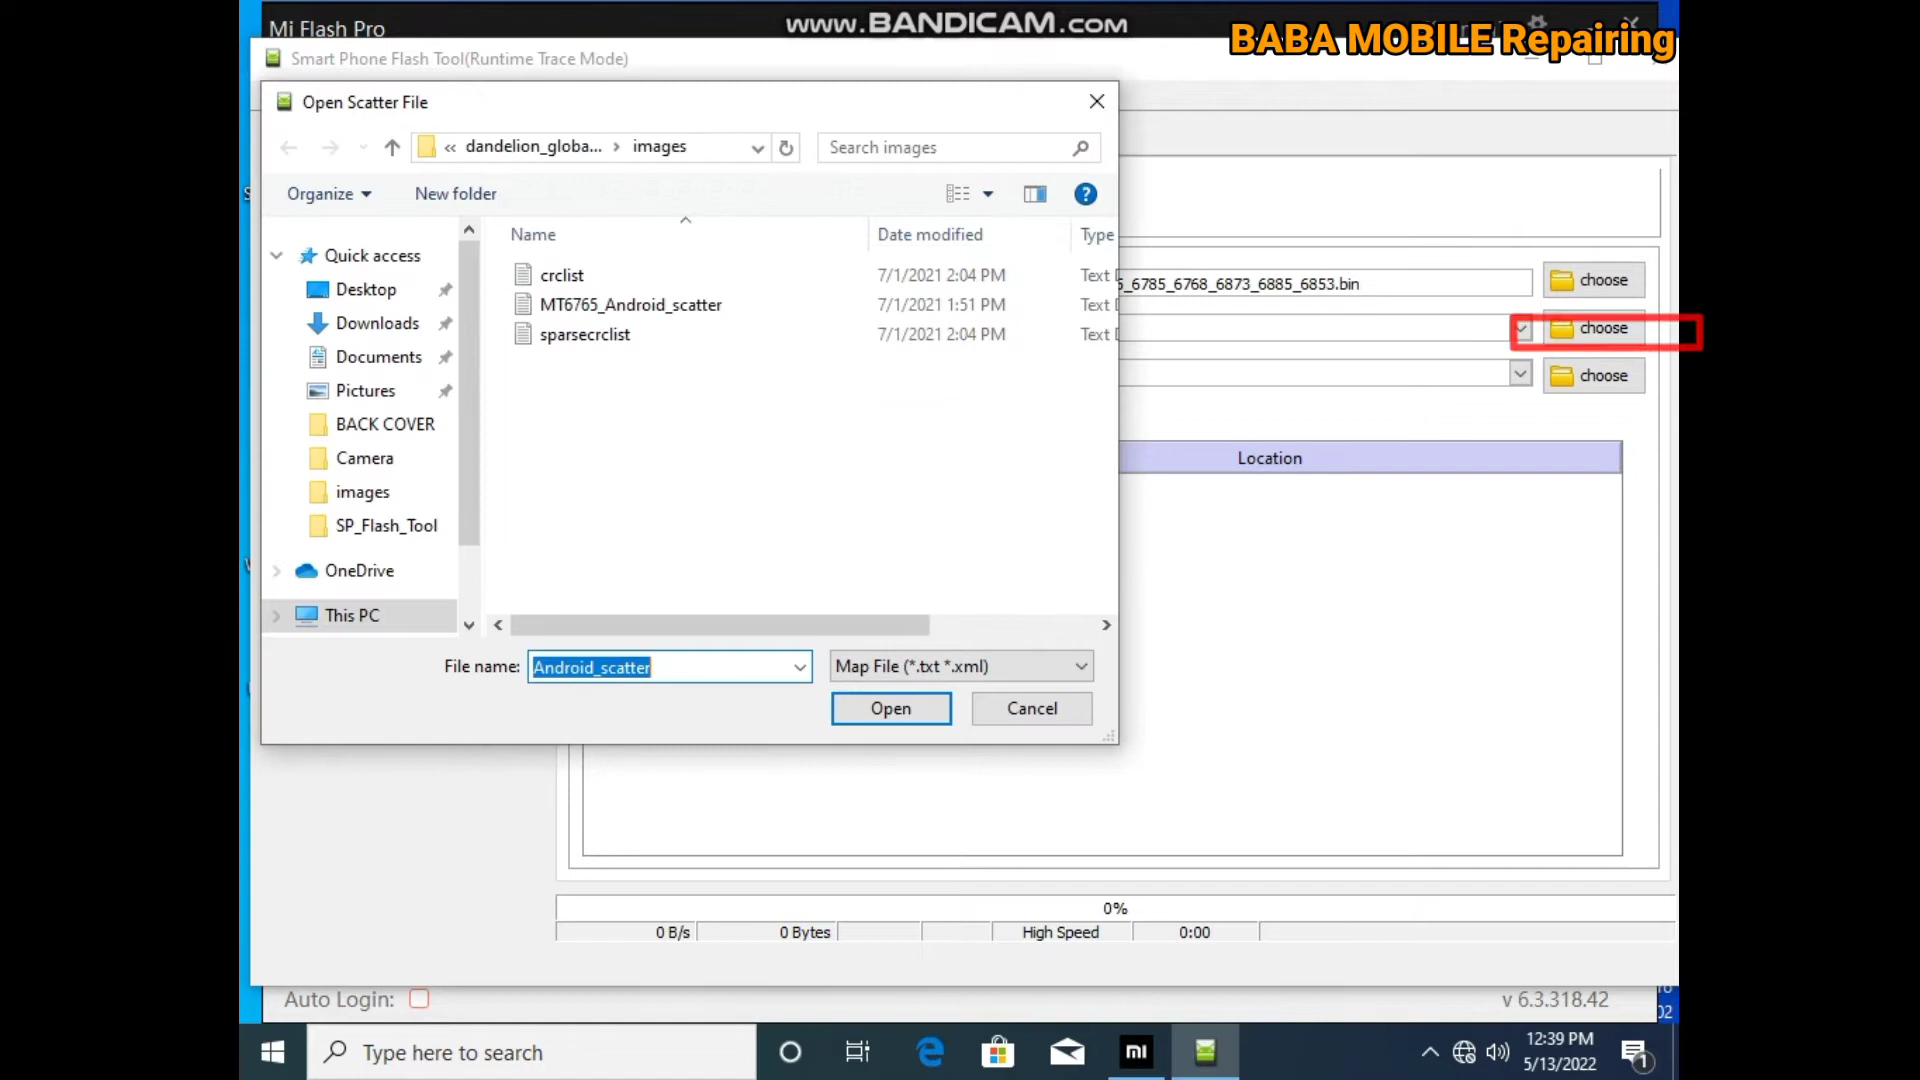 Mi Flash Pro
www.BANDICAM.com
BABA MOBILE Repairing
Smart Phone Flash Tool(Runtime Trace Mode)
Open Scatter File
« dandelion_globa... › images
Search images
Organize
New folder
Name
Date modified
Type
crclist
7/1/2021 2:04 PM
Text
MT6765_Android_scatter
7/1/2021 1:51 PM
Text
sparsecrclist
7/1/2021 2:04 PM
Text
Quick access
Desktop
Downloads
Documents
Pictures
BACK COVER
Camera
images
SP_Flash_Tool
OneDrive
This PC
File name:
Android_scatter
Map File (*.txt *.xml)
Open
Cancel
_6785_6768_6873_6885_6853.bin
choose
choose
choose
Location
0%
0 B/s
0 Bytes
High Speed
0:00
Auto Login:
v 6.3.318.42
Type here to search
mi
12:39 PM
5/13/2022
1